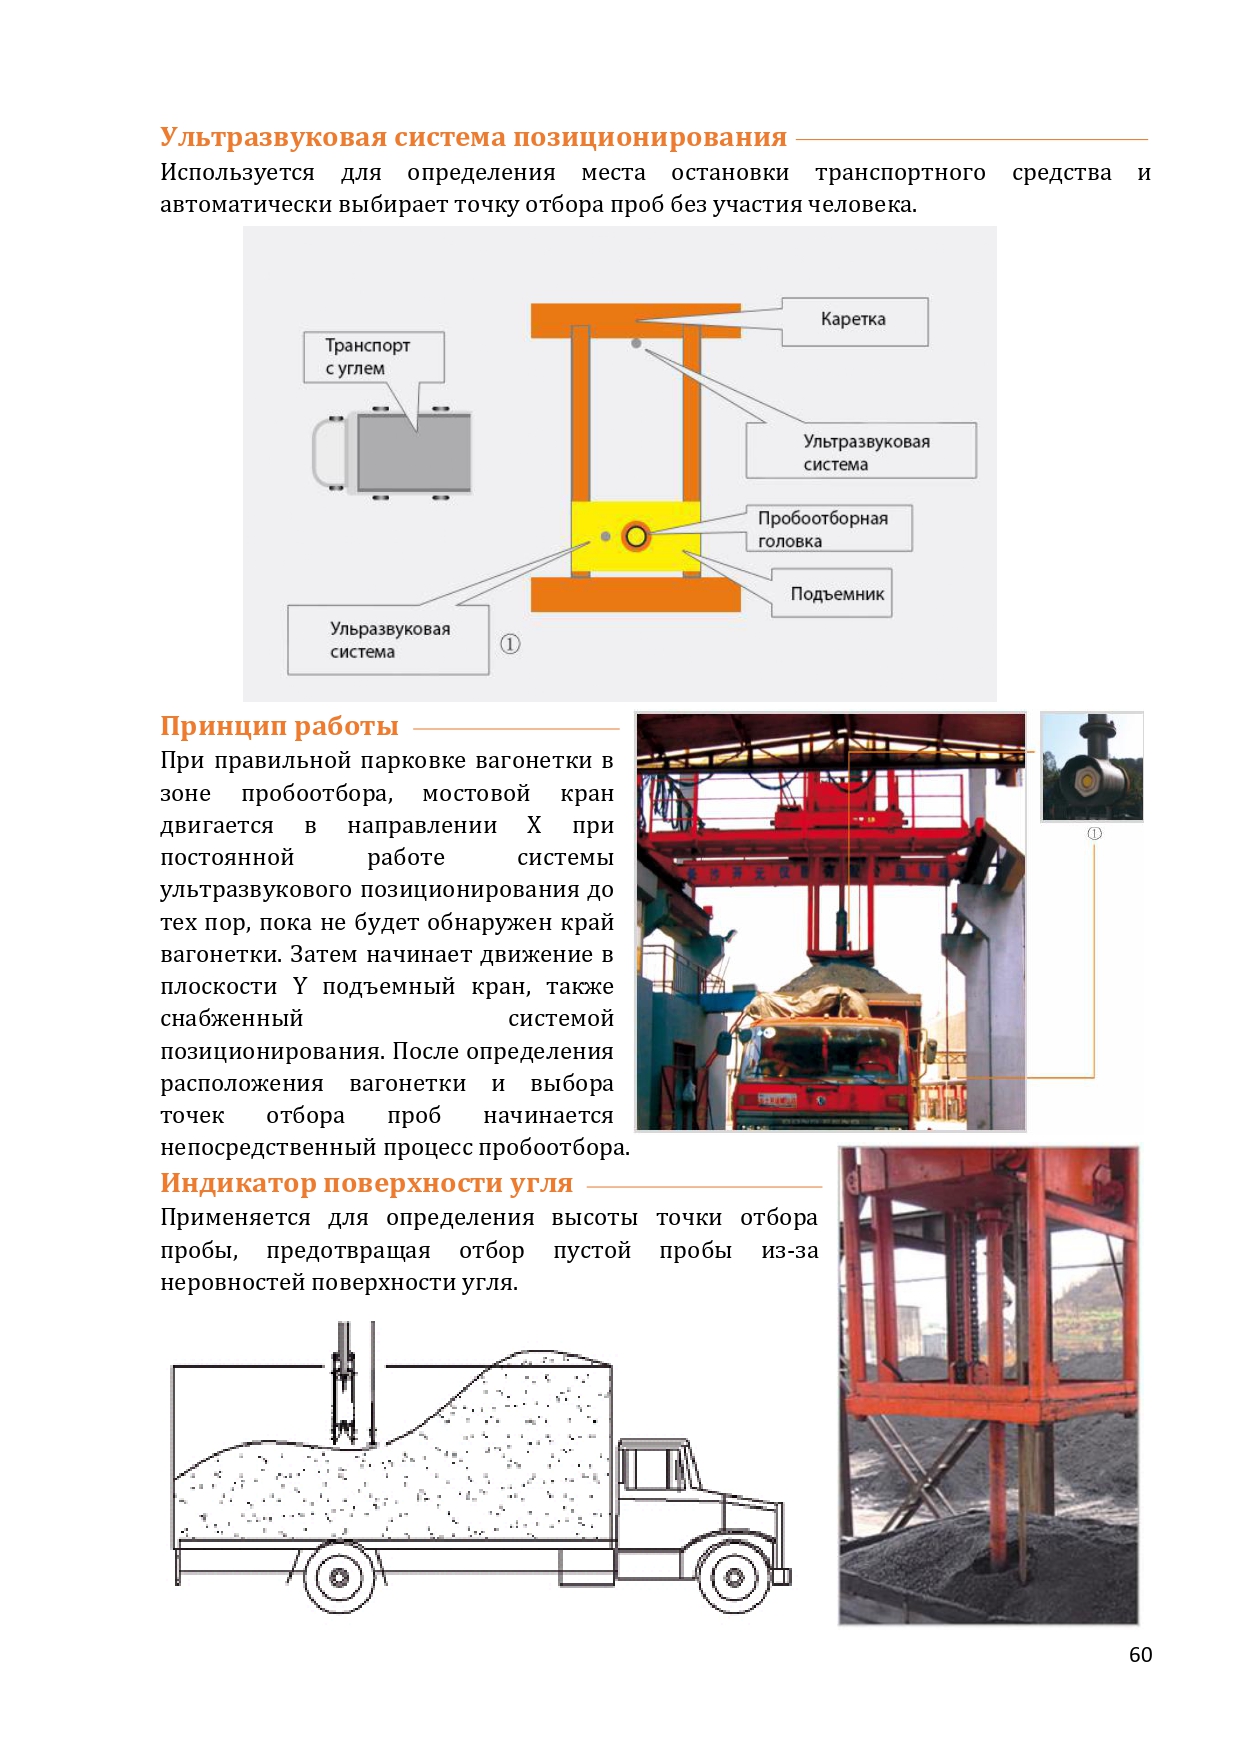 Ультразвуковая система позиционирования
Используется для определения места остановки транспортного средства и
автоматически выбирает точку отбора проб без участия человека.
Каретка
Транспорт
с углем
Ультразвуковая
система
Пробоотборная
головка
Подъемник
Ульразвуковая
система
①
Принцип работы
При правильной парковке вагонетки в
зоне пробоотбора, мостовой кран
двигается в направлении X при
постоянной работе системы
ультразвукового позиционирования до
тех пор, пока не будет обнаружен край
вагонетки. Затем начинает движение в
плоскости Y подъемный кран, также
снабженный системой
позиционирования. После определения
расположения вагонетки и выбора
точек отбора проб начинается
непосредственный процесс пробоотбора.
①
Индикатор поверхности угля
Применяется для определения высоты точки отбора
пробы, предотвращая отбор пустой пробы из-за
неровностей поверхности угля.
60